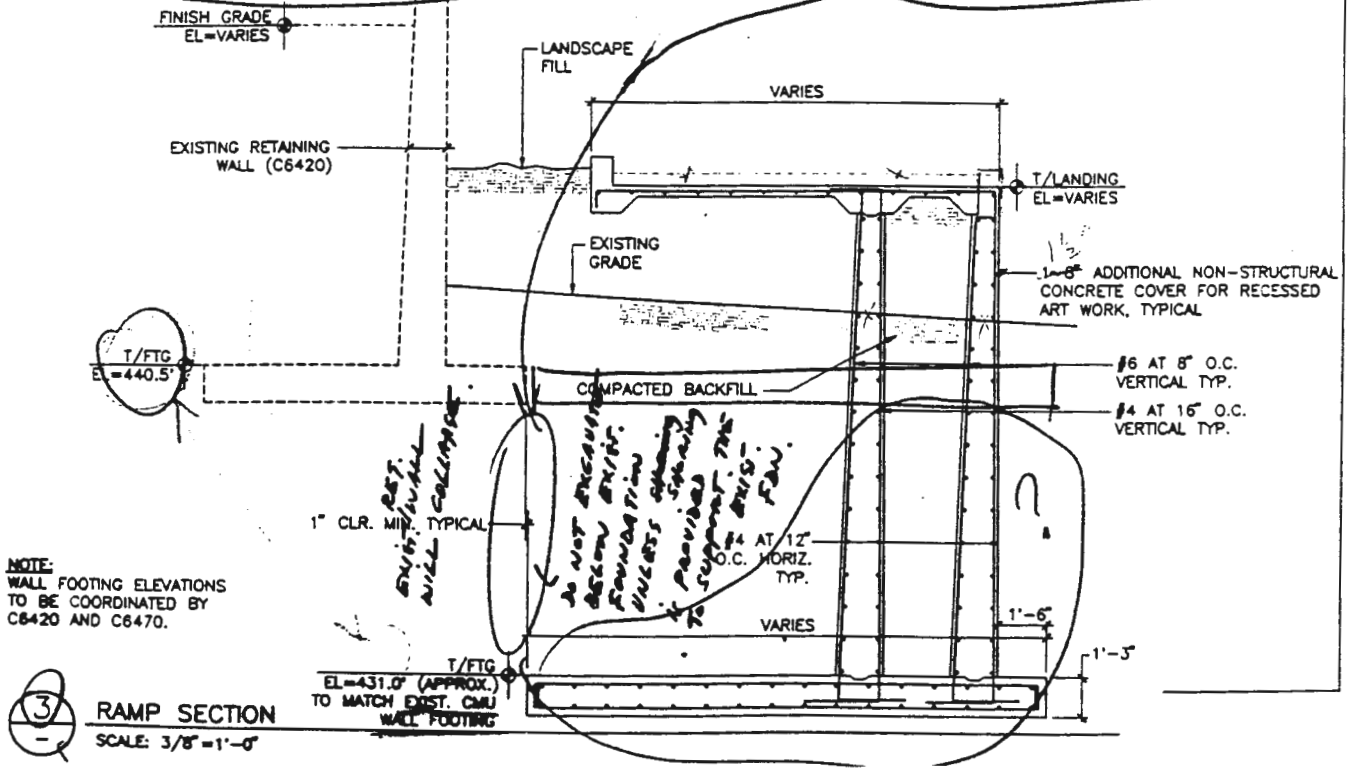 FINISH GRADE
EL=VARIES
LANDSCAPE
FILL
VARIES
EXISTING RETAINING
WALL (C6420)
T/LANDING
EL=VARIES
EXISTING
GRADE
1-8" ADDITIONAL NON-STRUCTURAL
CONCRETE COVER FOR RECESSED
ART WORK, TYPICAL
T/FTG
EL=440.5'
COMPACTED BACKFILL
#6 AT 8" O.C.
VERTICAL TYP.
#4 AT 16" O.C.
VERTICAL TYP.
RET.
EXIST/WALL
WILL COLLAPSE
DO NOT EXCAVATE
BELOW EXIST.
FOUNDATION
UNLESS SHORING
IS PROVIDED
TO SUPPORT THE
EXIST.
FDN.
?
1" CLR. MIN. TYPICAL
#4 AT 12"
O.C. HORIZ.
TYP.
NOTE:
WALL FOOTING ELEVATIONS
TO BE COORDINATED BY
C6420 AND C6470.
1'-6"
VARIES
1'-3"
T/FTG
EL=431.0' (APPROX.)
TO MATCH EXIST. CMU
WALL FOOTING
3
-
RAMP SECTION
SCALE: 3/8"=1'-0"